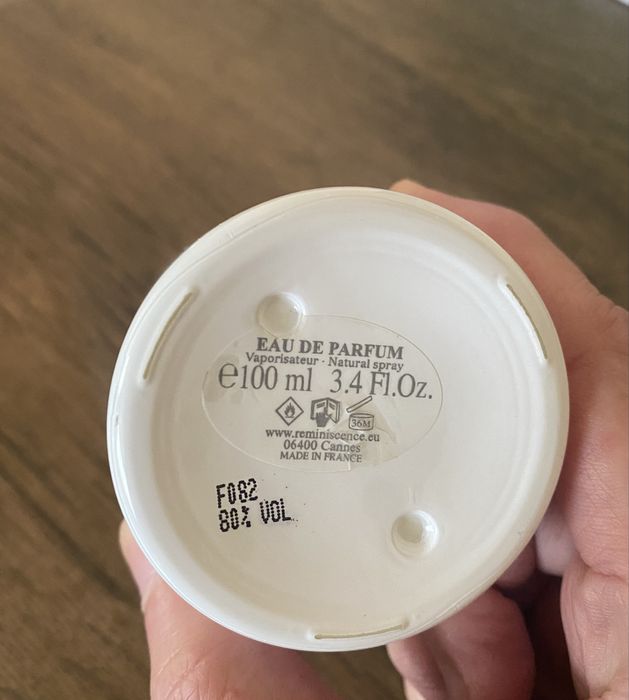 EAU DE PARFUM
Vaporisateur - Natural spray
℮100 ml 3.4 Fl.Oz.
36M
www.reminiscence.eu
06400 Cannes
MADE IN FRANCE
F082
80% VOL